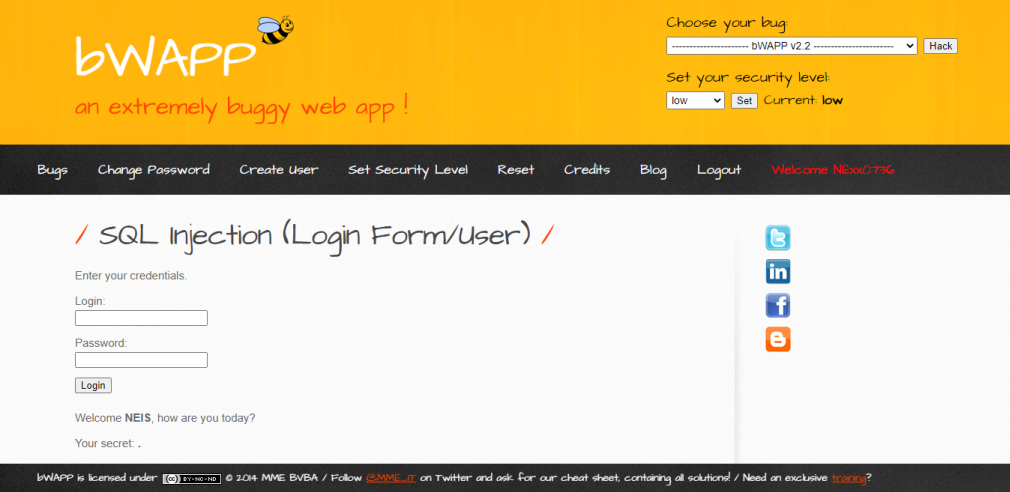 bWAPP
an extremely buggy web app !
Choose your bug:
---------------------- bWAPP v2.2 ----------------------- Hack
Set your security level:
low Set Current: low
Bugs Change Password Create User Set Security Level Reset Credits Blog Logout Welcome NExx0736
/ SQL Injection (Login Form/User) /
Enter your credentials.
Login:
Password:
Login
Welcome NEIS, how are you today?
Your secret: .
bWAPP is licensed under (cc) BY-NC-ND © 2014 MME BVBA / Follow @MME_IT on Twitter and ask for our cheat sheet, containing all solutions! / Need an exclusive training?